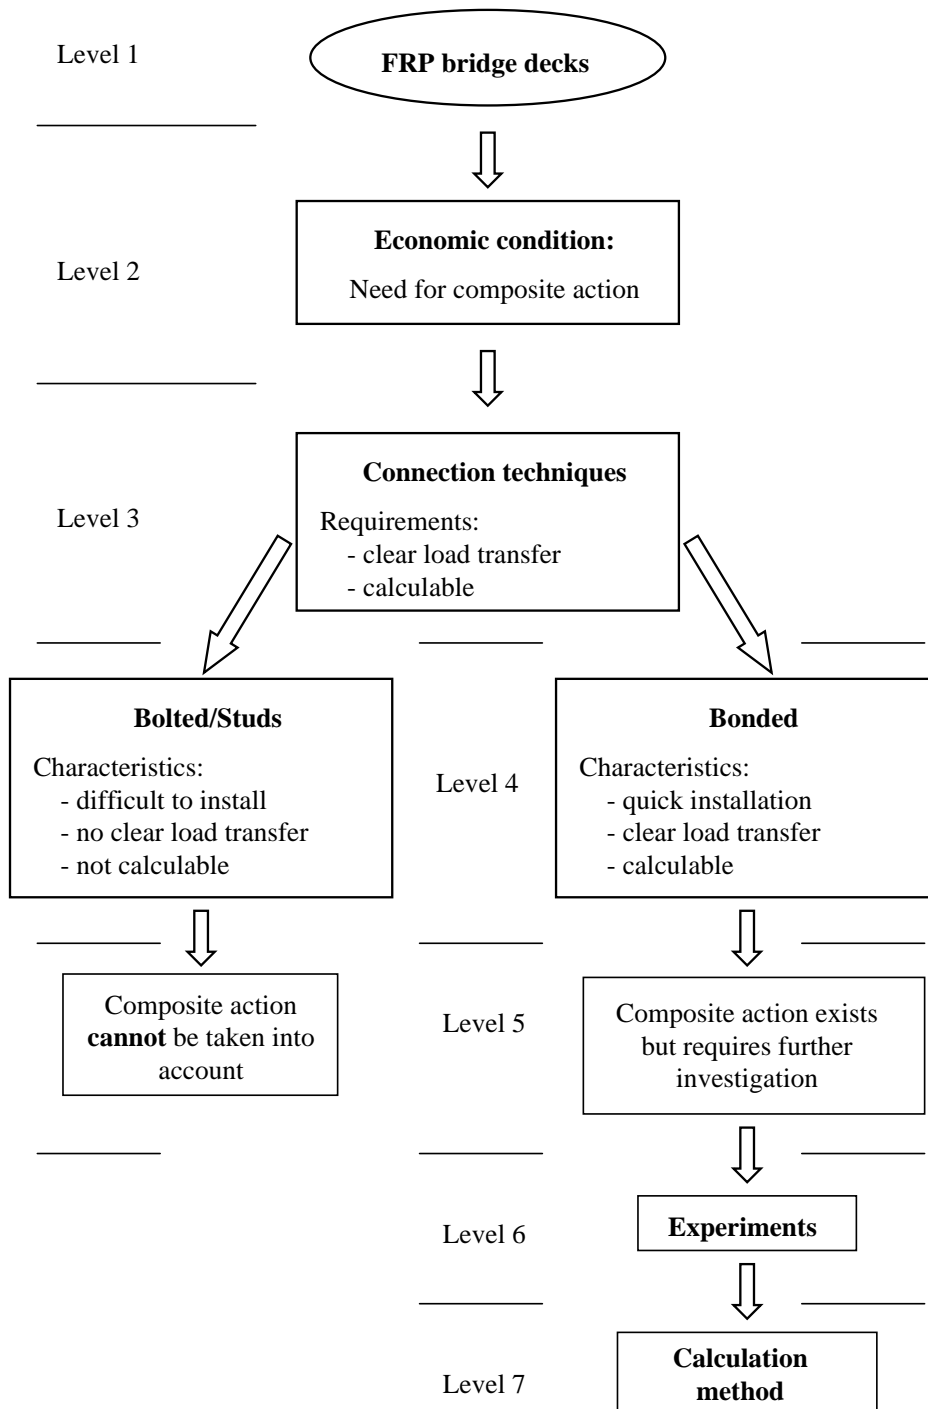 Level 1
FRP bridge decks
Level 2
Economic condition:
Need for composite action
Level 3
Connection techniques
Requirements:
- clear load transfer
- calculable
Bolted/Studs
Characteristics:
- difficult to install
- no clear load transfer
- not calculable
Level 4
Bonded
Characteristics:
- quick installation
- clear load transfer
- calculable
Composite action
cannot be taken into
account
Level 5
Composite action exists
but requires further
investigation
Level 6
Experiments
Level 7
Calculation
method